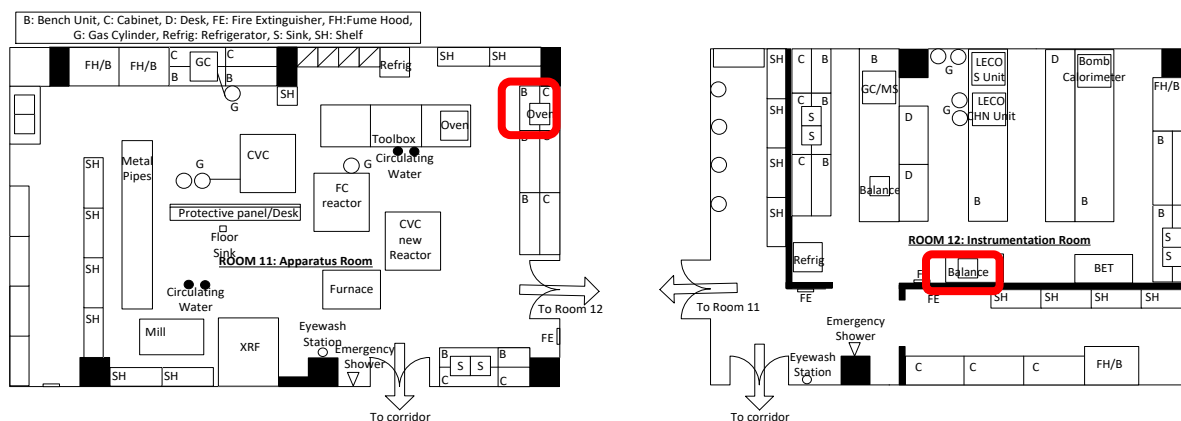 B: Bench Unit, C: Cabinet, D: Desk, FE: Fire Extinguisher, FH:Fume Hood,
G: Gas Cylinder, Refrig: Refrigerator, S: Sink, SH: Shelf
FH/B
FH/B
C
GC
C
B
B
G
SH
Refrig
SH
SH
B
C
Oven
Toolbox
Oven
Circulating
Water
Metal
Pipes
SH
G
CVC
G
FC
reactor
B
C
B
C
SH
Protective panel/Desk
Floor
Sink
CVC
new
Reactor
ROOM 11: Apparatus Room
SH
Circulating
Water
Furnace
To Room 12
SH
Mill
XRF
Eyewash
Station
Emergency
Shower
FE
SH
SH
B
S
S
B
C
C
To corridor
SH
C
B
B
GC/MS
G
LECO
S Unit
D
Bomb
Calorimeter
FH/B
SH
C
S
S
B
D
G
LECO
CHN Unit
SH
C
B
D
B
SH
Balance
B
B
B
S
S
ROOM 12: Instrumentation Room
Refrig
Balance
BET
To Room 11
FE
FE
SH
SH
SH
SH
Emergency
Shower
Eyewash
Station
C
C
C
FH/B
To corridor